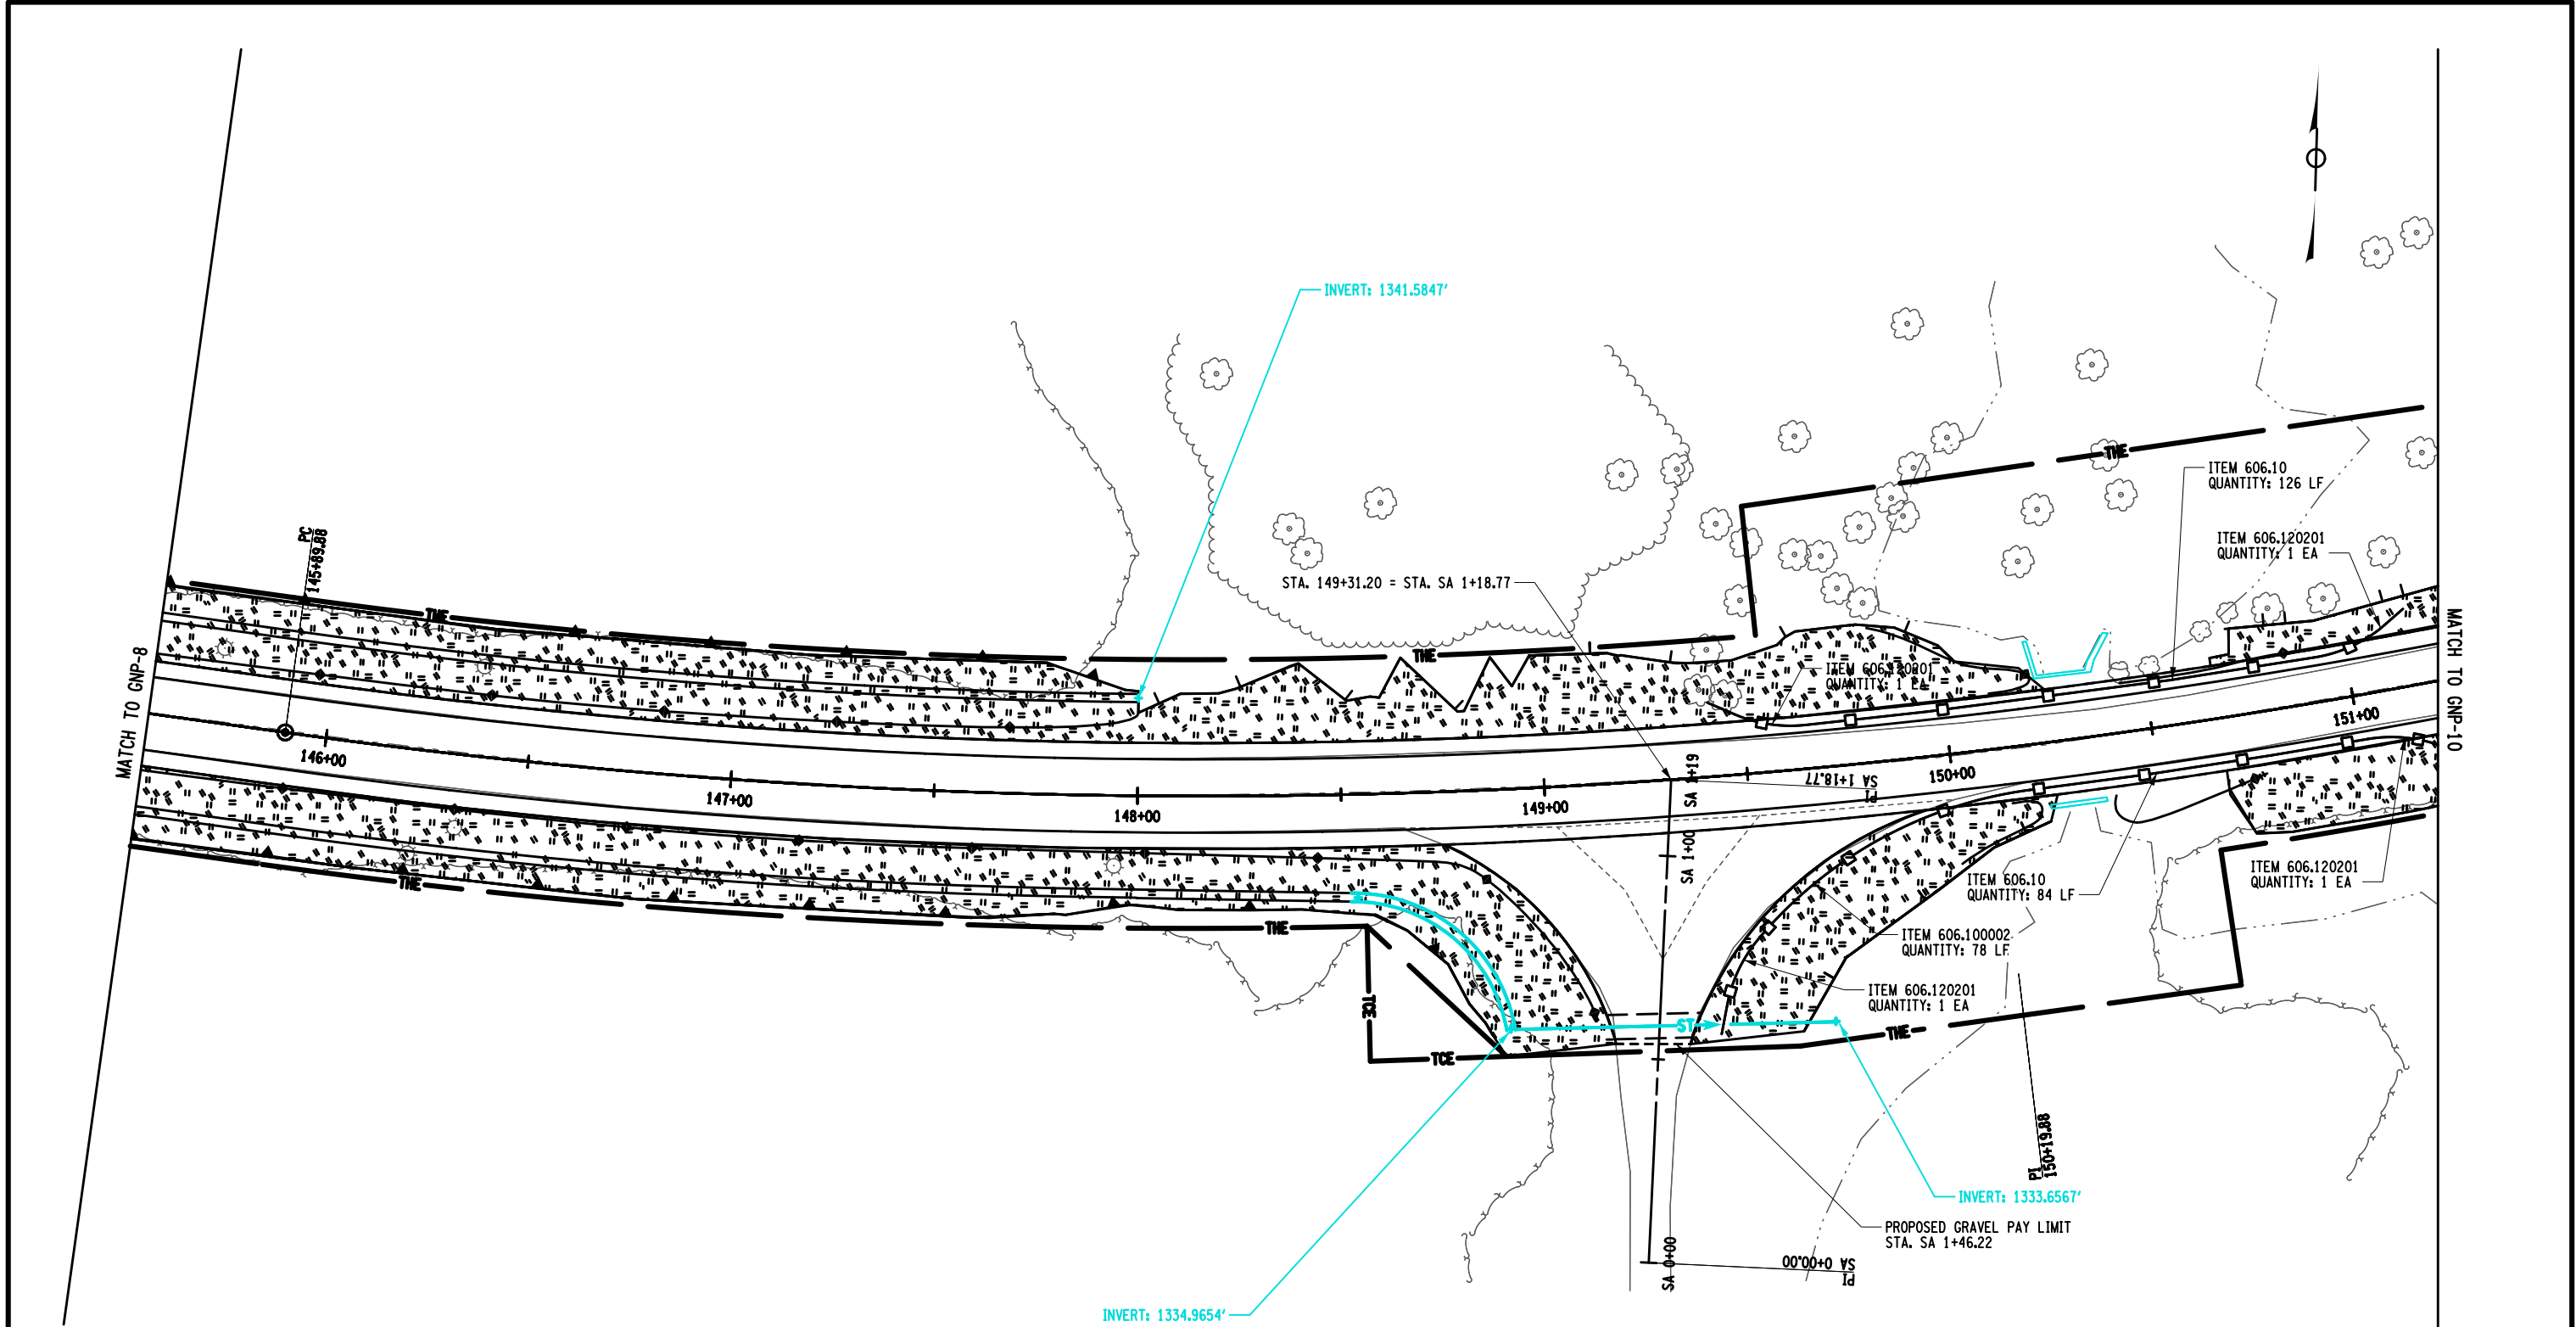 INVERT: 1341.5847'
THE
ITEM 606.10
QUANTITY: 126 LF
PC
145+89.88
ITEM 606.120201
QUANTITY: 1 EA
STA. 149+31.20 = STA. SA 1+18.77
THE
MATCH TO GNP-8
THE
ITEM 606.120201
QUANTITY: 1 EA
MATCH TO GNP-10
146+00
147+00
148+00
149+00
150+00
151+00
SA 1+19
PI
SA 1+18.77
SA 1+00
THE
ITEM 606.10
QUANTITY: 84 LF
ITEM 606.120201
QUANTITY: 1 EA
THE
ITEM 606.100002
QUANTITY: 78 LF
TCE
ITEM 606.120201
QUANTITY: 1 EA
ST
THE
TCE
PI
150+19.88
INVERT: 1333.6567'
PROPOSED GRAVEL PAY LIMIT
STA. SA 1+46.22
SA 0+00
PI
SA 0+00.00
INVERT: 1334.9654'